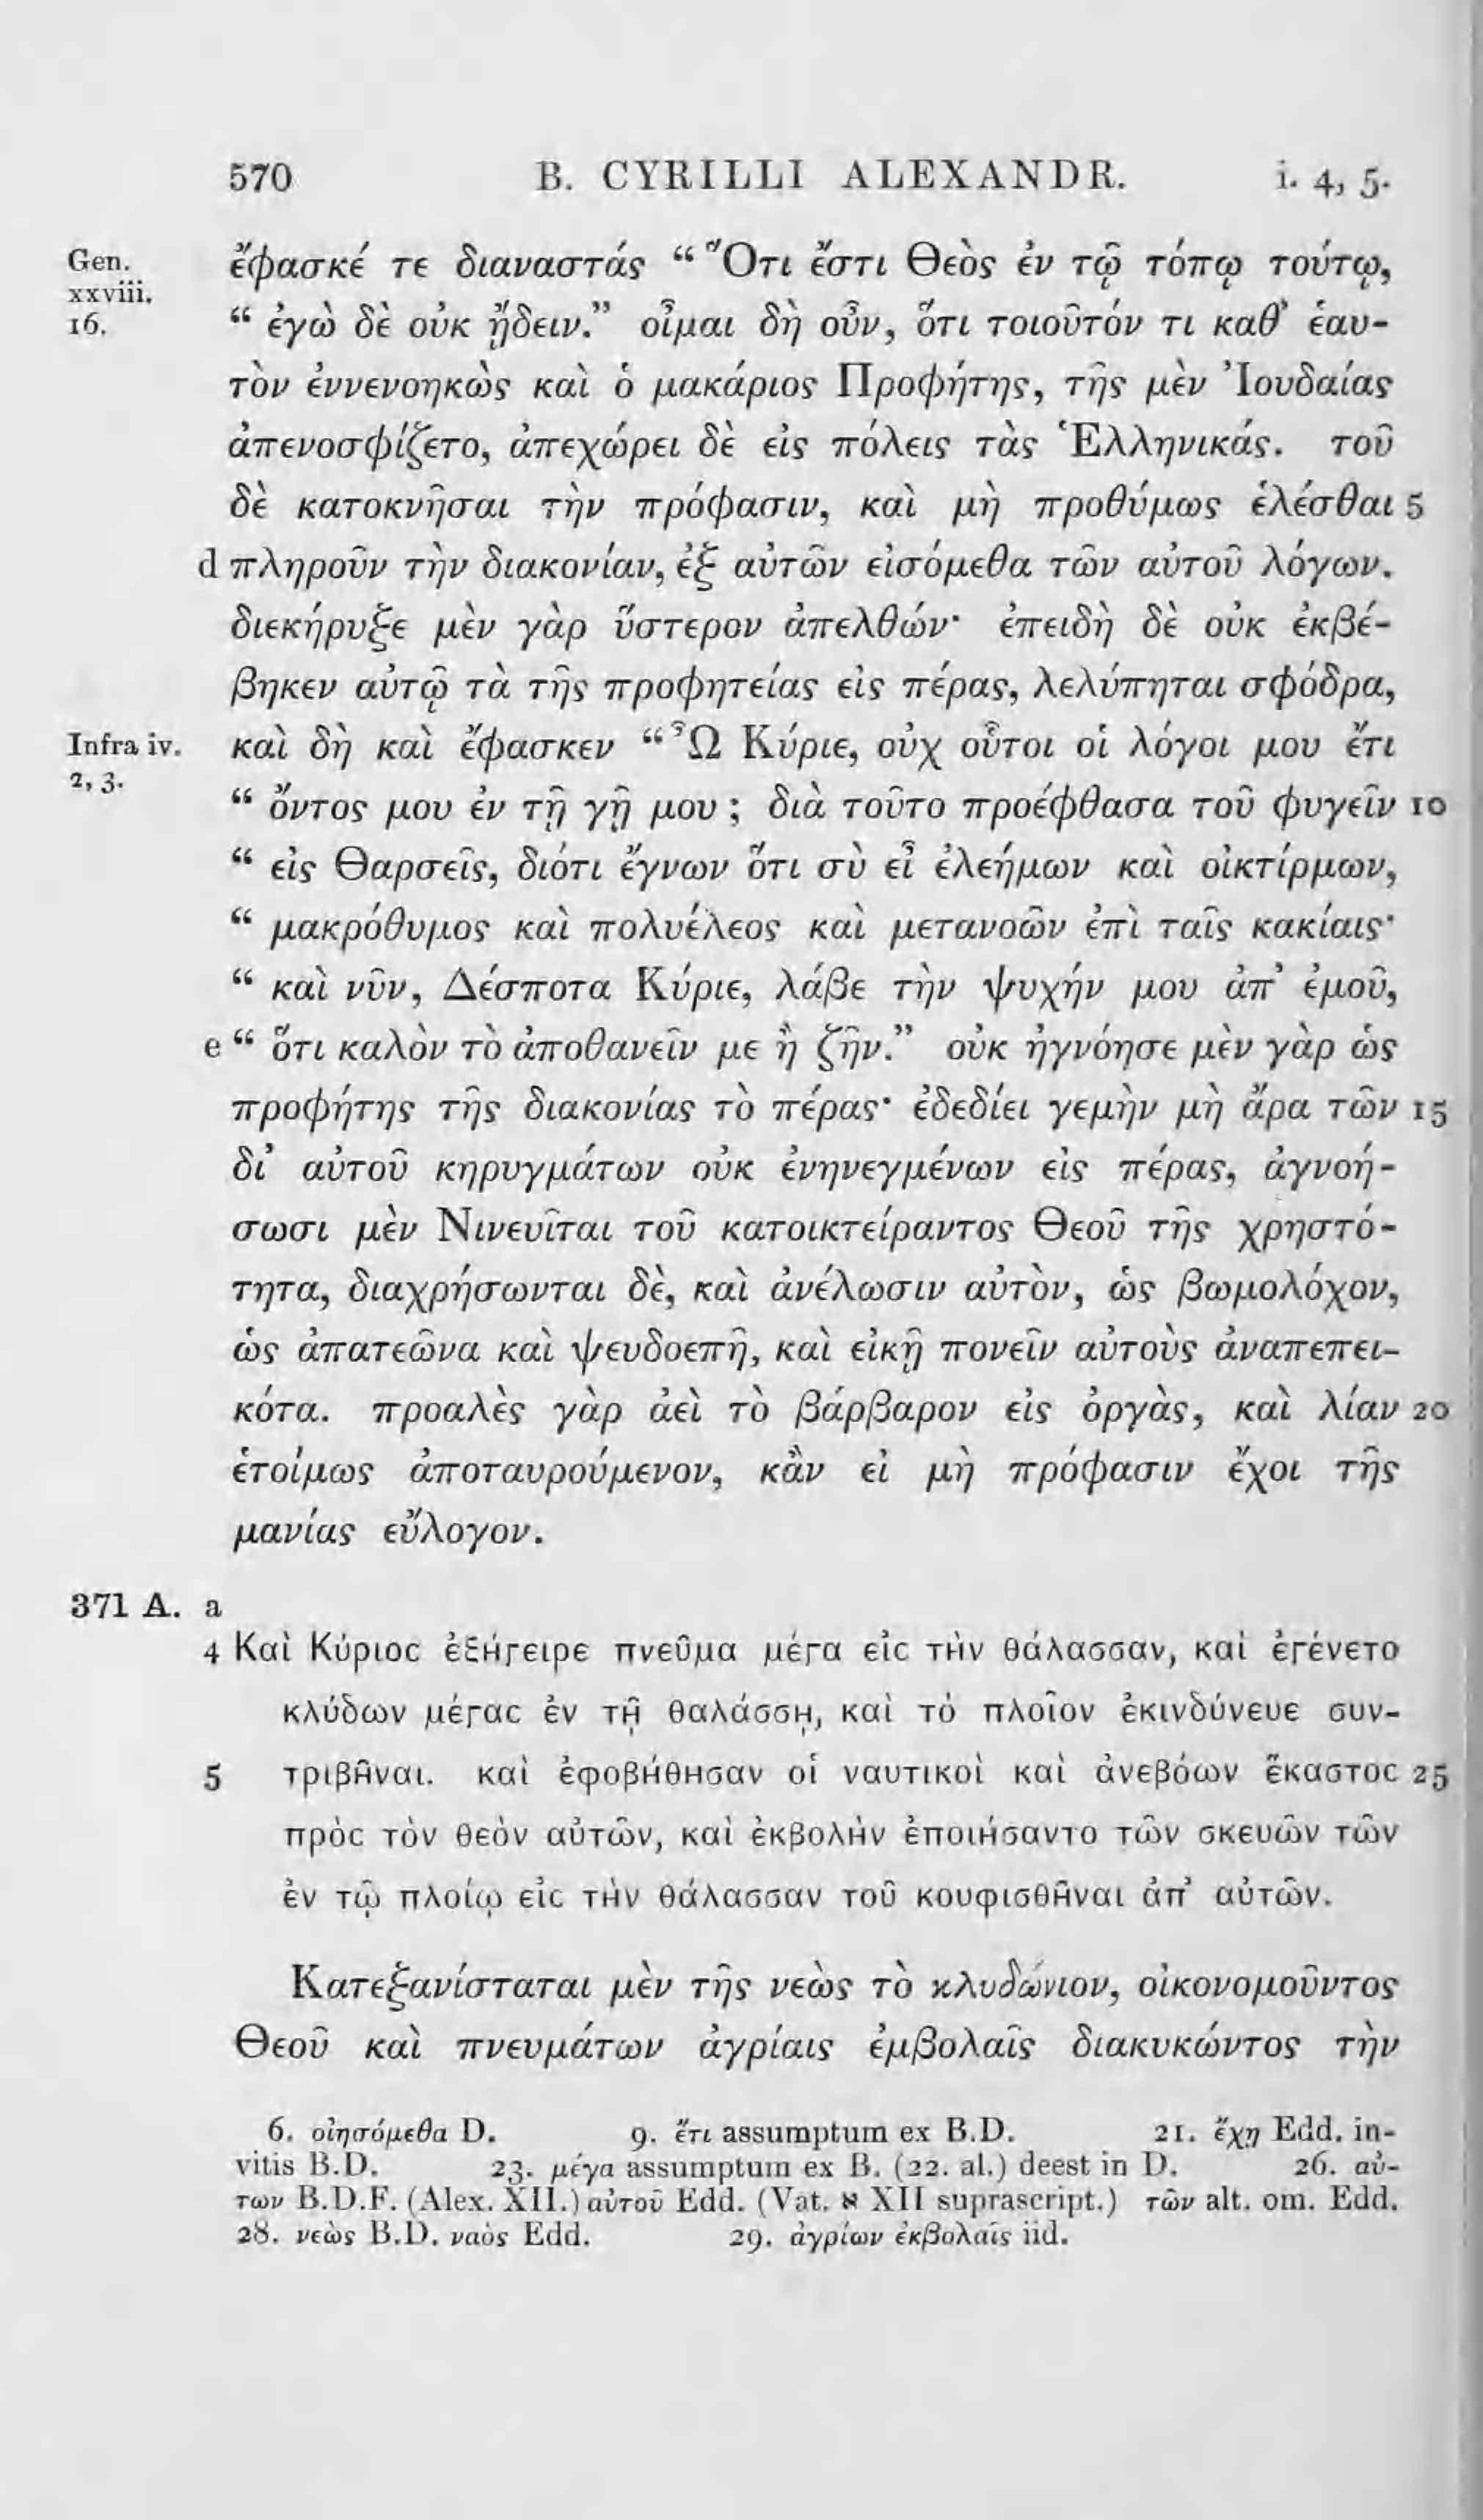 570 B. CYRILLI ALEXANDR. i. 4, 5.
Gen. ἔφασκέ τε διαναστάς “ Ὅτι ἔστι Θεὸς ἐν τῷ τόπῳ τούτῳ,
xxviii.
16. “ ἐγὼ δὲ οὐκ ᾔδειν.” οἶμαι δὴ οὖν, ὅτι τοιοῦτόν τι καθ’ ἑαυ-
τὸν ἐννενοηκὼς καὶ ὁ μακάριος Προφήτης, τῆς μὲν Ἰουδαίας
ἀπενοσφίζετο, ἀπεχώρει δὲ εἰς πόλεις τὰς Ἑλληνικάς. τοῦ
δὲ κατοκνῆσαι τὴν πρόφασιν, καὶ μὴ προθύμως ἑλέσθαι 5
d πληροῦν τὴν διακονίαν, ἐξ αὐτῶν εἰσόμεθα τῶν αὐτοῦ λόγων.
διεκήρυξε μὲν γὰρ ὕστερον ἀπελθών· ἐπειδὴ δὲ οὐκ ἐκβέ-
βηκεν αὐτῷ τὰ τῆς προφητείας εἰς πέρας, λελύπηται σφόδρα,
Infra iv. καὶ δὴ καὶ ἔφασκεν “ Ὦ Κύριε, οὐχ οὗτοι οἱ λόγοι μου ἔτι
2, 3.
“ ὄντος μου ἐν τῇ γῇ μου ; διὰ τοῦτο προέφθασα τοῦ φυγεῖν 10
“ εἰς Θαρσεῖς, διότι ἔγνων ὅτι σὺ εἶ ἐλεήμων καὶ οἰκτίρμων,
“ μακρόθυμος καὶ πολυέλεος καὶ μετανοῶν ἐπὶ ταῖς κακίαις·
“ καὶ νῦν, Δέσποτα Κύριε, λάβε τὴν ψυχήν μου ἀπ’ ἐμοῦ,
e “ ὅτι καλὸν τὸ ἀποθανεῖν με ἢ ζῆν.” οὐκ ἠγνόησε μὲν γὰρ ὡς
προφήτης τῆς διακονίας τὸ πέρας· ἐδεδίει γεμὴν μὴ ἄρα τῶν 15
δι’ αὐτοῦ κηρυγμάτων οὐκ ἐνηνεγμένων εἰς πέρας, ἀγνοή-
σωσι μὲν Νινευῖται τοῦ κατοικτείραντος Θεοῦ τῆς χρηστό-
τητα, διαχρήσωνται δὲ, καὶ ἀνέλωσιν αὐτὸν, ὡς βωμολόχον,
ὡς ἀπατεῶνα καὶ ψευδοεπῆ, καὶ εἰκῇ πονεῖν αὐτοὺς ἀναπεπει-
κότα. προαλὲς γὰρ ἀεὶ τὸ βάρβαρον εἰς ὀργὰς, καὶ λίαν 20
ἑτοίμως ἀποταυρούμενον, κἂν εἰ μὴ πρόφασιν ἔχοι τῆς
μανίας εὔλογον.
371 A. a
4 Καὶ Κύριος ἐξήγειρε πνεῦμα μέγα εἰς τὴν θάλασσαν, καὶ ἐγένετο
κλύδων μέγας ἐν τῇ θαλάσσῃ, καὶ τὸ πλοῖον ἐκινδύνευε συν-
5 τριβῆναι. καὶ ἐφοβήθησαν οἱ ναυτικοὶ καὶ ἀνεβόων ἕκαστος 25
πρὸς τὸν θεὸν αὐτῶν, καὶ ἐκβολὴν ἐποιήσαντο τῶν σκευῶν τῶν
ἐν τῷ πλοίῳ εἰς τὴν θάλασσαν τοῦ κουφισθῆναι ἀπ’ αὐτῶν.
Κατεξανίσταται μὲν τῆς νεὼς τὸ κλυδώνιον, οἰκονομοῦντος
Θεοῦ καὶ πνευμάτων ἀγρίαις ἐμβολαῖς διακυκώντος τὴν
6. οἰησόμεθα D. 9. ἔτι assumptum ex B.D. 21. ἔχῃ Edd. in-
vitis B.D. 23. μέγα assumptum ex B. (22. al.) deest in D. 26. αὐ-
των B.D.F. (Alex. XII.) αὐτοῦ Edd. (Vat. א XII suprascript.) τῶν alt. om. Edd.
28. νεὼς B.D. ναὸς Edd. 29. ἀγρίων ἐκβολαῖς iid.